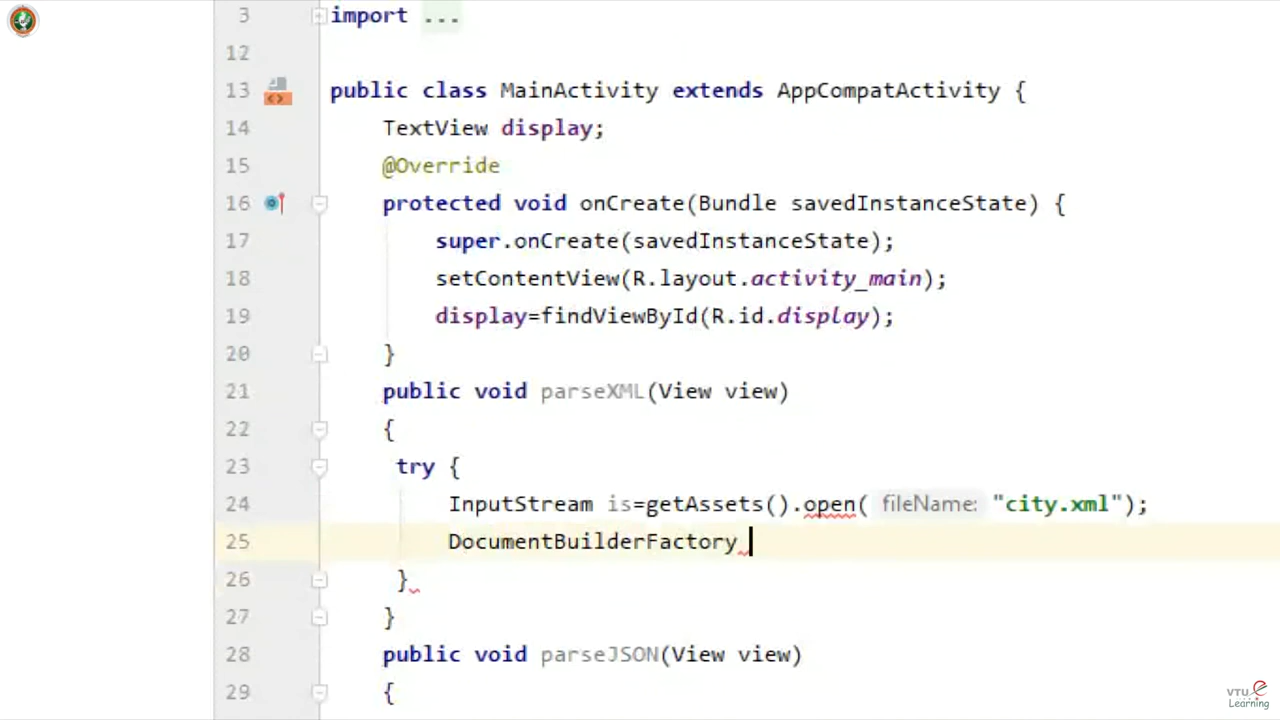 3 import ...
12
13 public class MainActivity extends AppCompatActivity {
14 TextView display;
15 @Override
16 protected void onCreate(Bundle savedInstanceState) {
17 super.onCreate(savedInstanceState);
18 setContentView(R.layout.activity_main);
19 display=findViewById(R.id.display);
20 }
21 public void parseXML(View view)
22 {
23 try {
24 InputStream is=getAssets().open( fileName: "city.xml");
25 DocumentBuilderFactory
26 }
27 }
28 public void parseJSON(View view)
29 {
VTU e
Learning